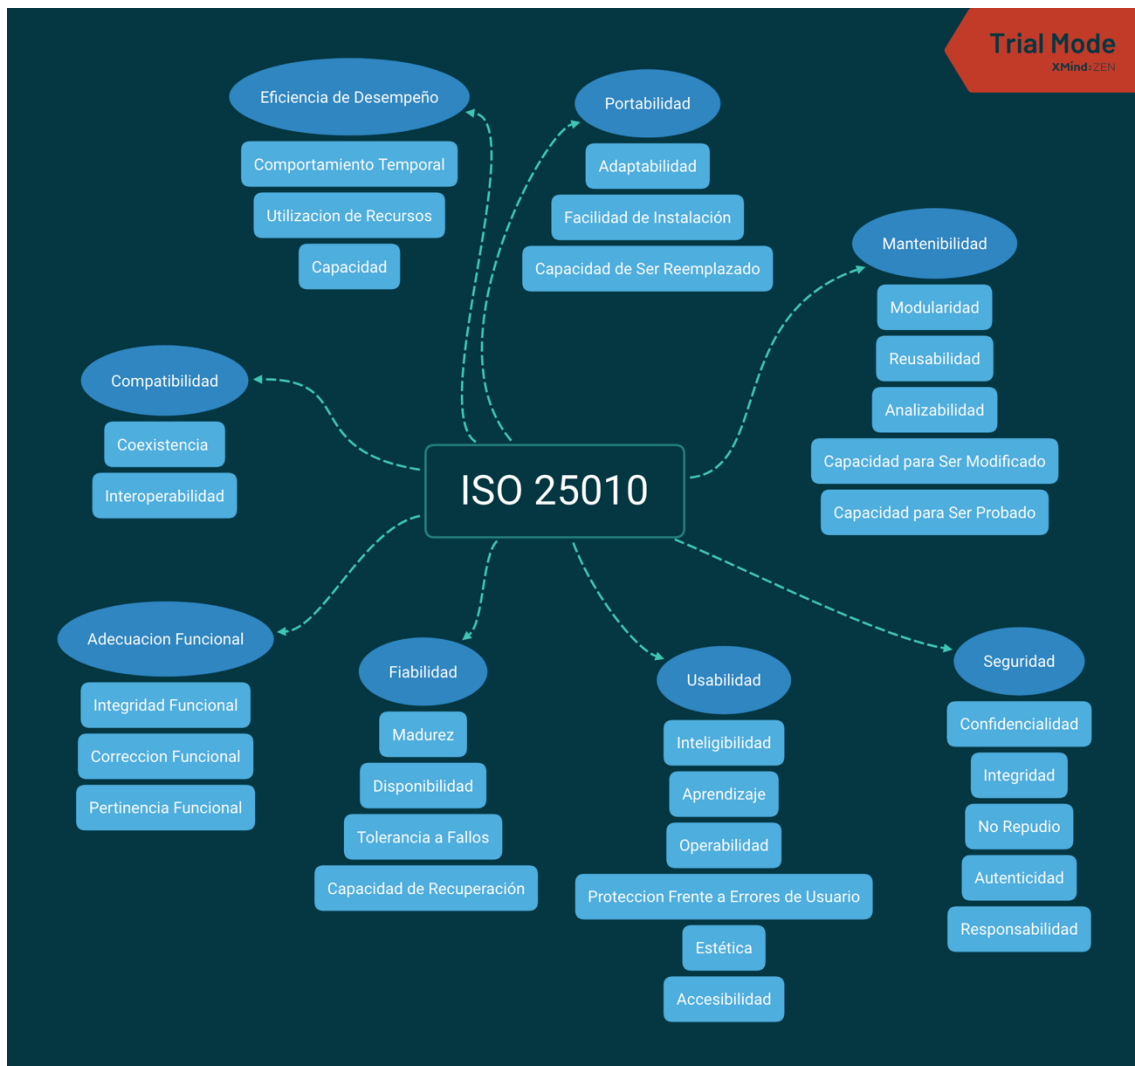 Trial Mode
XMind:ZEN
Eficiencia de Desempeño
Comportamiento Temporal
Utilizacion de Recursos
Capacidad
Portabilidad
Adaptabilidad
Facilidad de Instalación
Capacidad de Ser Reemplazado
Mantenibilidad
Modularidad
Reusabilidad
Analizabilidad
Capacidad para Ser Modificado
Capacidad para Ser Probado
Compatibilidad
Coexistencia
Interoperabilidad
ISO 25010
Adecuacion Funcional
Integridad Funcional
Correccion Funcional
Pertinencia Funcional
Fiabilidad
Madurez
Disponibilidad
Tolerancia a Fallos
Capacidad de Recuperación
Usabilidad
Inteligibilidad
Aprendizaje
Operabilidad
Proteccion Frente a Errores de Usuario
Estética
Accesibilidad
Seguridad
Confidencialidad
Integridad
No Repudio
Autenticidad
Responsabilidad